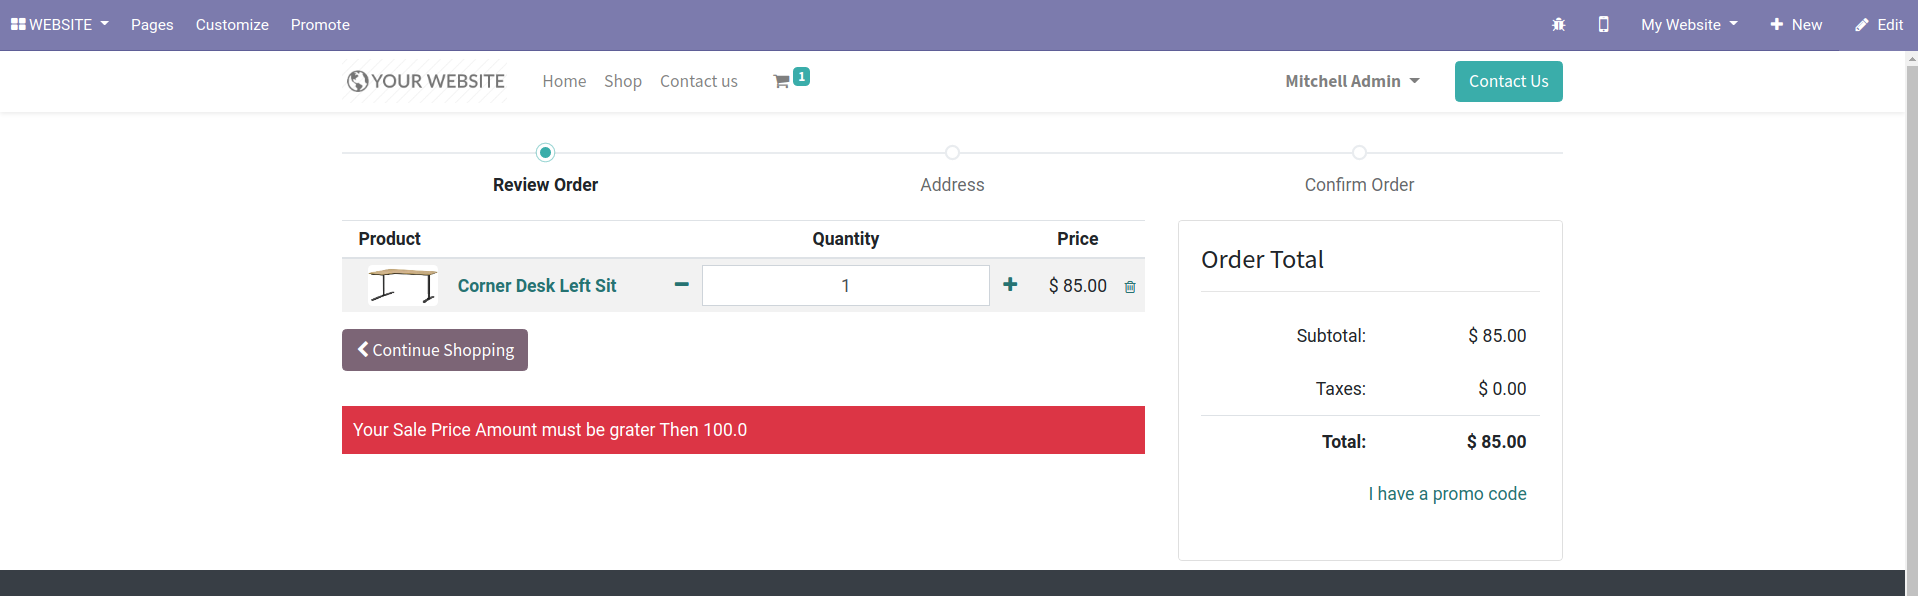 WEBSITE Pages Customize Promote My Website New Edit
YOUR WEBSITE Home Shop Contact us 1 Mitchell Admin Contact Us
Review Order Address Confirm Order
Product Quantity Price
Corner Desk Left Sit 1 $ 85.00
Continue Shopping
Your Sale Price Amount must be grater Then 100.0
Order Total
Subtotal: $ 85.00
Taxes: $ 0.00
Total: $ 85.00
I have a promo code